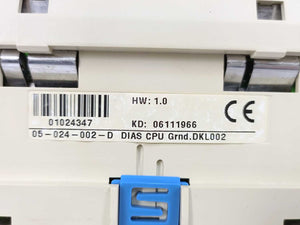 HW: 1.0
01024347
KD: 06111966
CE
05-024-002-D DIAS CPU Grnd.DKL002